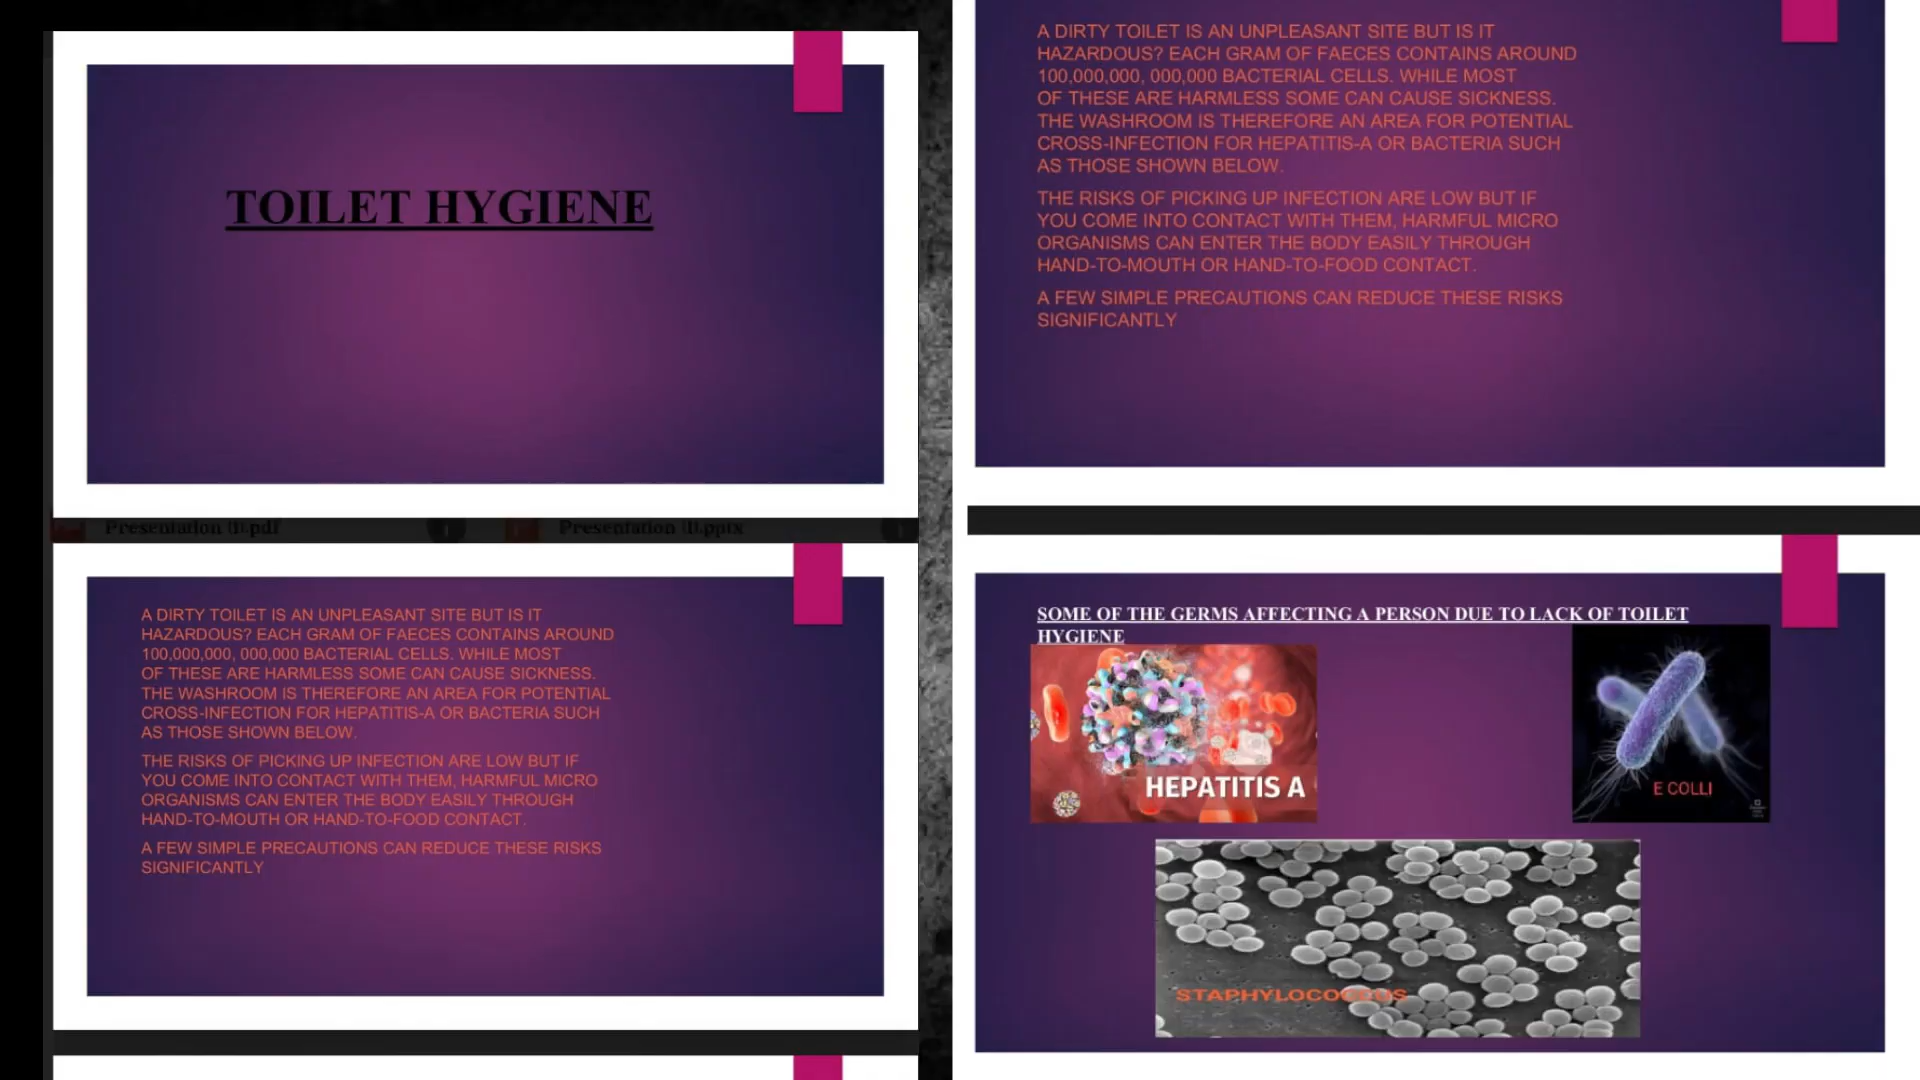 TOILET HYGIENE
Presentation (1).pdf
Presentation (1).pptx
A DIRTY TOILET IS AN UNPLEASANT SITE BUT IS IT
HAZARDOUS? EACH GRAM OF FAECES CONTAINS AROUND
100,000,000, 000,000 BACTERIAL CELLS. WHILE MOST
OF THESE ARE HARMLESS SOME CAN CAUSE SICKNESS.
THE WASHROOM IS THEREFORE AN AREA FOR POTENTIAL
CROSS-INFECTION FOR HEPATITIS-A OR BACTERIA SUCH
AS THOSE SHOWN BELOW.
THE RISKS OF PICKING UP INFECTION ARE LOW BUT IF
YOU COME INTO CONTACT WITH THEM, HARMFUL MICRO
ORGANISMS CAN ENTER THE BODY EASILY THROUGH
HAND-TO-MOUTH OR HAND-TO-FOOD CONTACT.
A FEW SIMPLE PRECAUTIONS CAN REDUCE THESE RISKS
SIGNIFICANTLY
A DIRTY TOILET IS AN UNPLEASANT SITE BUT IS IT
HAZARDOUS? EACH GRAM OF FAECES CONTAINS AROUND
100,000,000, 000,000 BACTERIAL CELLS. WHILE MOST
OF THESE ARE HARMLESS SOME CAN CAUSE SICKNESS.
THE WASHROOM IS THEREFORE AN AREA FOR POTENTIAL
CROSS-INFECTION FOR HEPATITIS-A OR BACTERIA SUCH
AS THOSE SHOWN BELOW.
THE RISKS OF PICKING UP INFECTION ARE LOW BUT IF
YOU COME INTO CONTACT WITH THEM, HARMFUL MICRO
ORGANISMS CAN ENTER THE BODY EASILY THROUGH
HAND-TO-MOUTH OR HAND-TO-FOOD CONTACT.
A FEW SIMPLE PRECAUTIONS CAN REDUCE THESE RISKS
SIGNIFICANTLY
SOME OF THE GERMS AFFECTING A PERSON DUE TO LACK OF TOILET
HYGIENE
HEPATITIS A
E COLLI
STAPHYLOCOCCUS